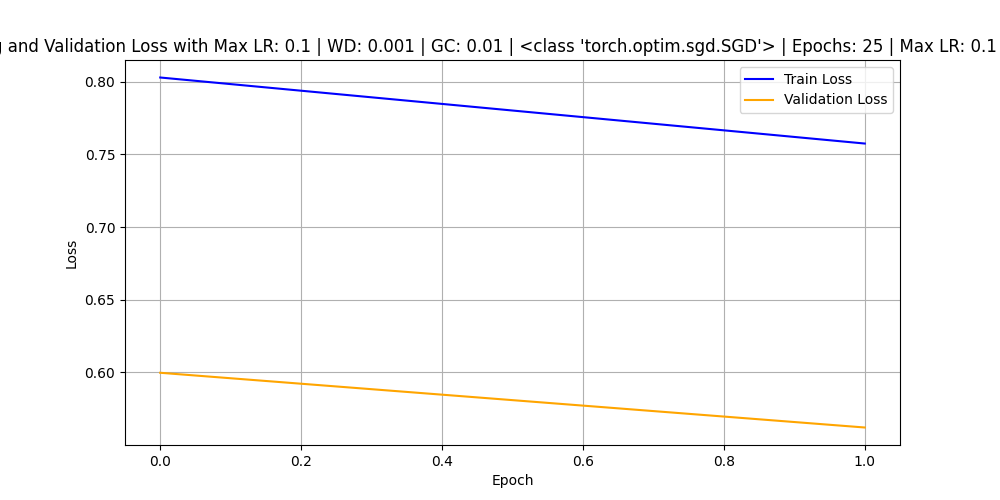 and Validation Loss with Max LR: 0.1 | WD: 0.001 | GC: 0.01 | <class 'torch.optim.sgd.SGD'> | Epochs: 25 | Max LR: 0.1
Train Loss
Validation Loss
0.80
0.75
0.70
0.65
0.60
Loss
0.0 0.2 0.4 0.6 0.8 1.0
Epoch